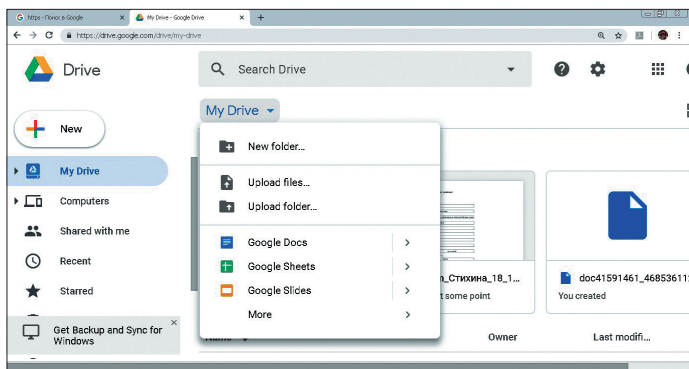 https - Поиск в Google
My Drive - Google Drive
https://drive.google.com/drive/my-drive
Drive
Search Drive
My Drive
New
New folder...
My Drive
Upload files...
Computers
Upload folder...
Shared with me
Google Docs
Recent
Google Sheets
Starred
Google Slides
More
_Стихина_18_1...
t some point
doc41591461_46853611
You created
Get Backup and Sync for
Windows
Name
Owner
Last modifi...